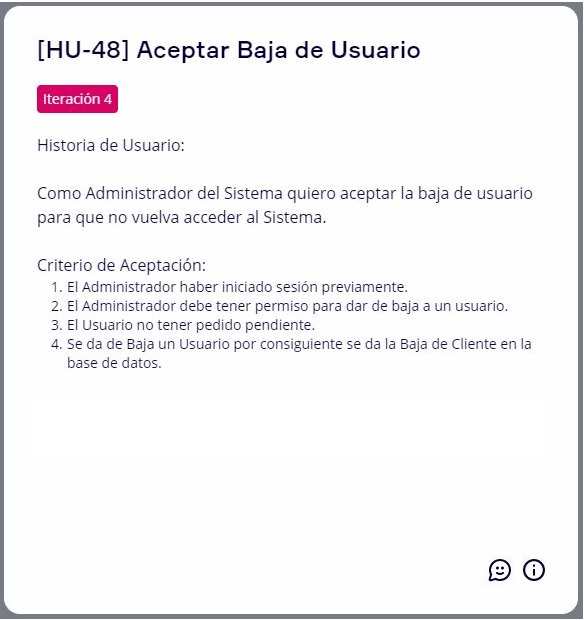 [HU-48] Aceptar Baja de Usuario
Iteración 4
Historia de Usuario:
Como Administrador del Sistema quiero aceptar la baja de usuario
para que no vuelva acceder al Sistema.
Criterio de Aceptación:
1. El Administrador haber iniciado sesión previamente.
2. El Administrador debe tener permiso para dar de baja a un usuario.
3. El Usuario no tener pedido pendiente.
4. Se da de Baja un Usuario por consiguiente se da la Baja de Cliente en la
base de datos.